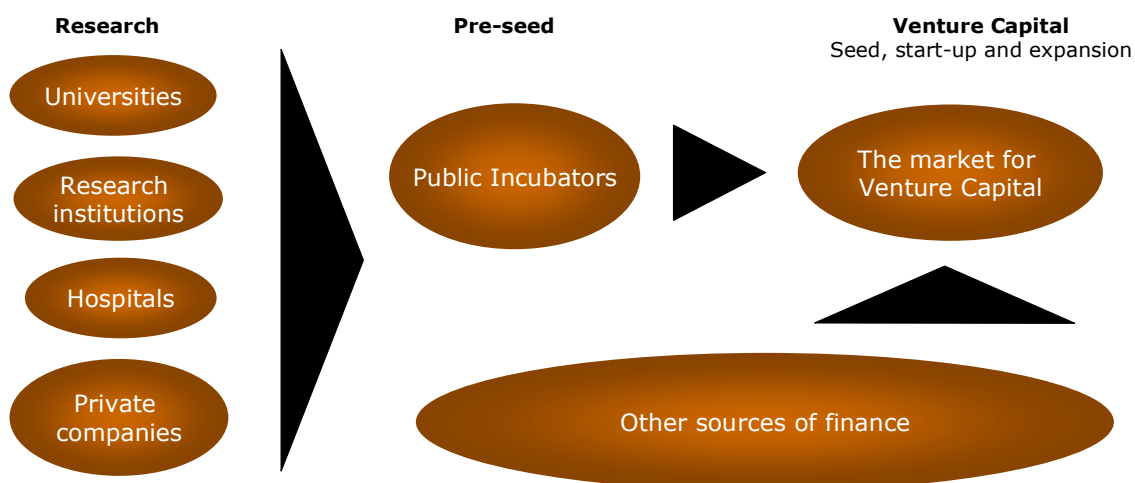 Research
Pre-seed
Venture Capital
Seed, start-up and expansion
Universities
Research
institutions
Hospitals
Private
companies
Public Incubators
The market for
Venture Capital
Other sources of finance